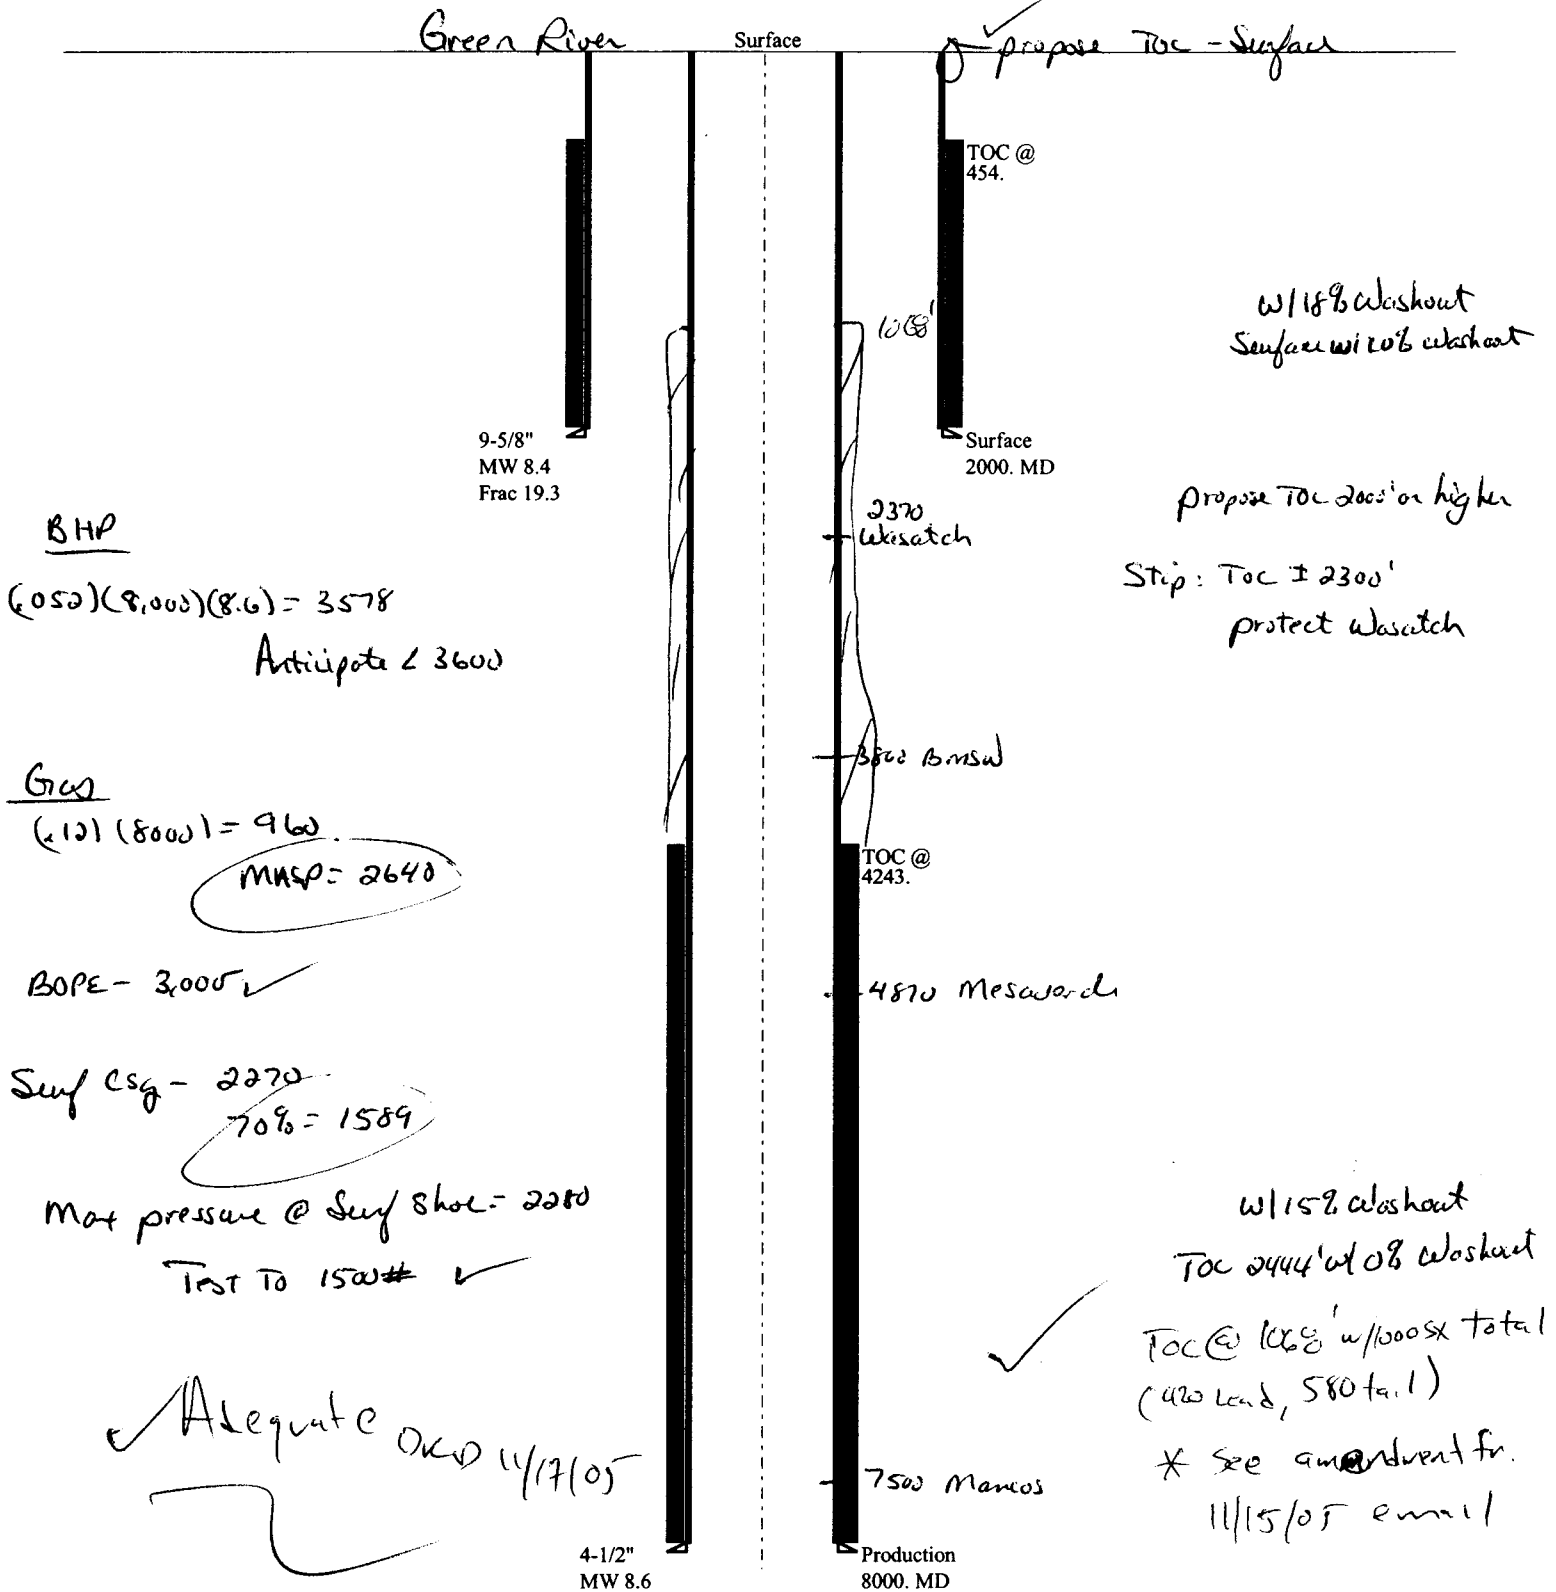 Green River
Surface
propose TOC - Surface
TOC @
454.
w/18% Washout
Surface w/ 0% washout
1068'
9-5/8"
MW 8.4
Frac 19.3
Surface
2000. MD
2370
Wasatch
propose TOC 2000' or higher
Stip: TOC ± 2300'
protect Wasatch
BHP
(.052)(8,000)(8.6) = 3578
Anticipate < 3600
3800 BMSW
Gas
(.12)(8000) = 960
MASP = 2640
TOC @
4243.
BOPE - 3,000 ✓
4870 Mesaverde
Surf csg - 2270
70% = 1589
Max pressure @ Surf shoe = 2280
Test To 1500# ✓
w/15% Washout
TOC 2444' w/ 0% Washout
TOC @ 1068' w/1000sx total
(420 lead, 580 tail)
* see amendment fr.
11/15/05 email
✓ Adequate DKD 11/17/05
7500 Mancos
4-1/2"
MW 8.6
Production
8000. MD